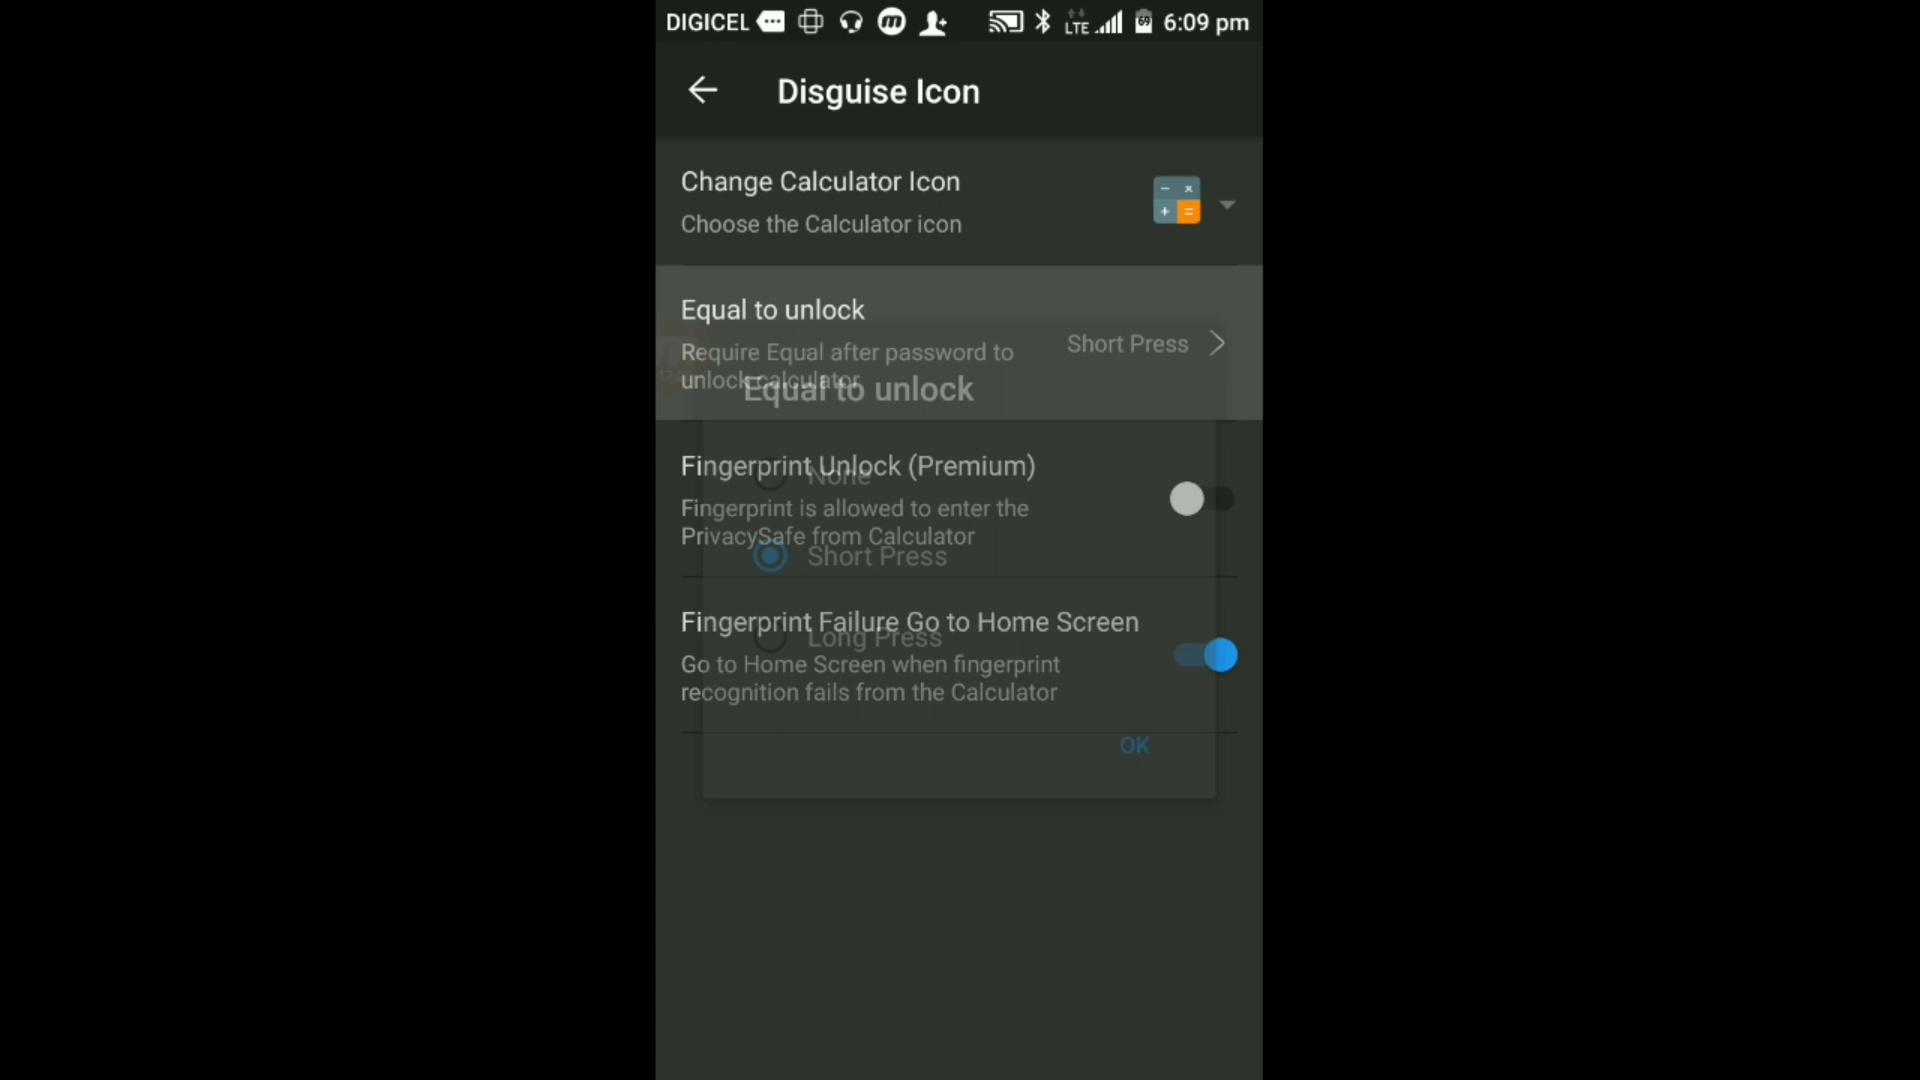 DIGICEL LTE 69 6:09 pm
Disguise Icon
Change Calculator Icon
Choose the Calculator icon
Equal to unlock
Require Equal after password to
unlock calculator
Short Press
Equal to unlock
Fingerprint Unlock (Premium)
None
Fingerprint is allowed to enter the
PrivacySafe from Calculator
Short Press
Fingerprint Failure Go to Home Screen
Long Press
Go to Home Screen when fingerprint
recognition fails from the Calculator
OK